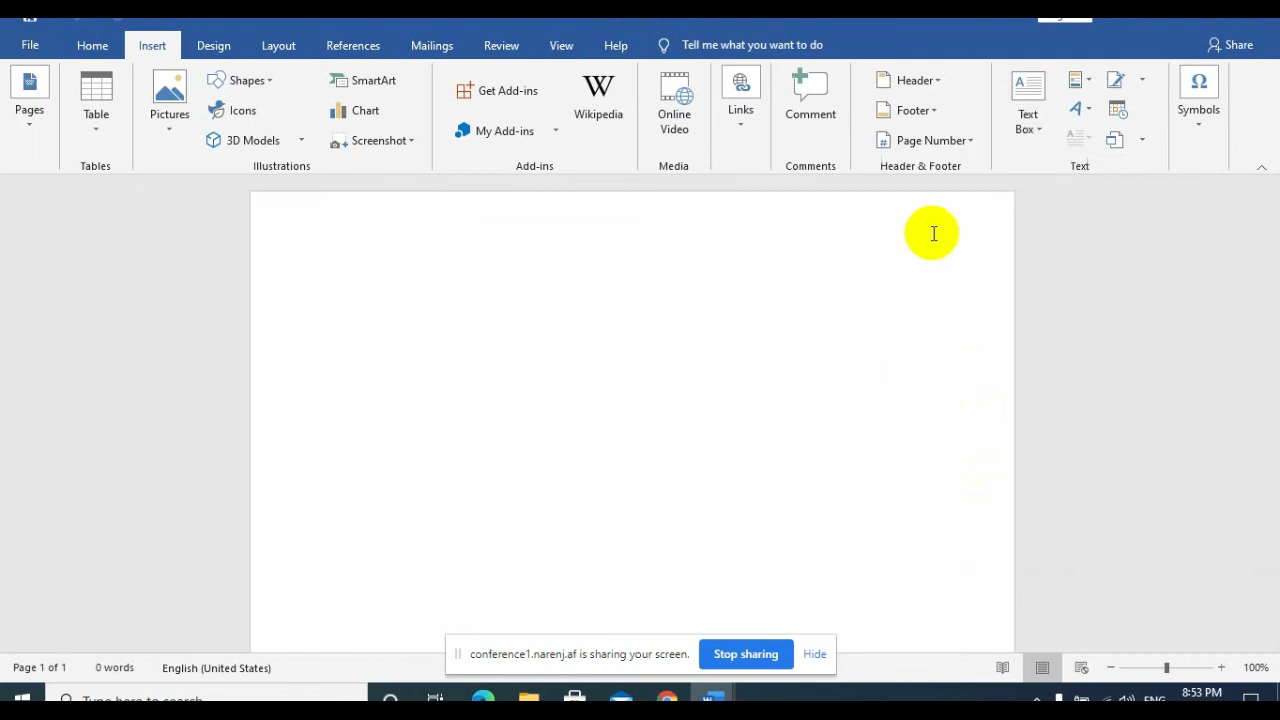 File Home Insert Design Layout References Mailings Review View Help Tell me what you want to do Share
Pages
Table
Pictures
Shapes
Icons
3D Models
SmartArt
Chart
Screenshot
Get Add-ins
My Add-ins
W
Wikipedia
Online
Video
Links
Comment
Header
Footer
Page Number
Text
Box
Symbols
Tables Illustrations Add-ins Media Comments Header & Footer Text
conference1.narenj.af is sharing your screen. Stop sharing Hide
Page 1 of 1 0 words English (United States) 100%
Type here to search
ENG 8:53 PM